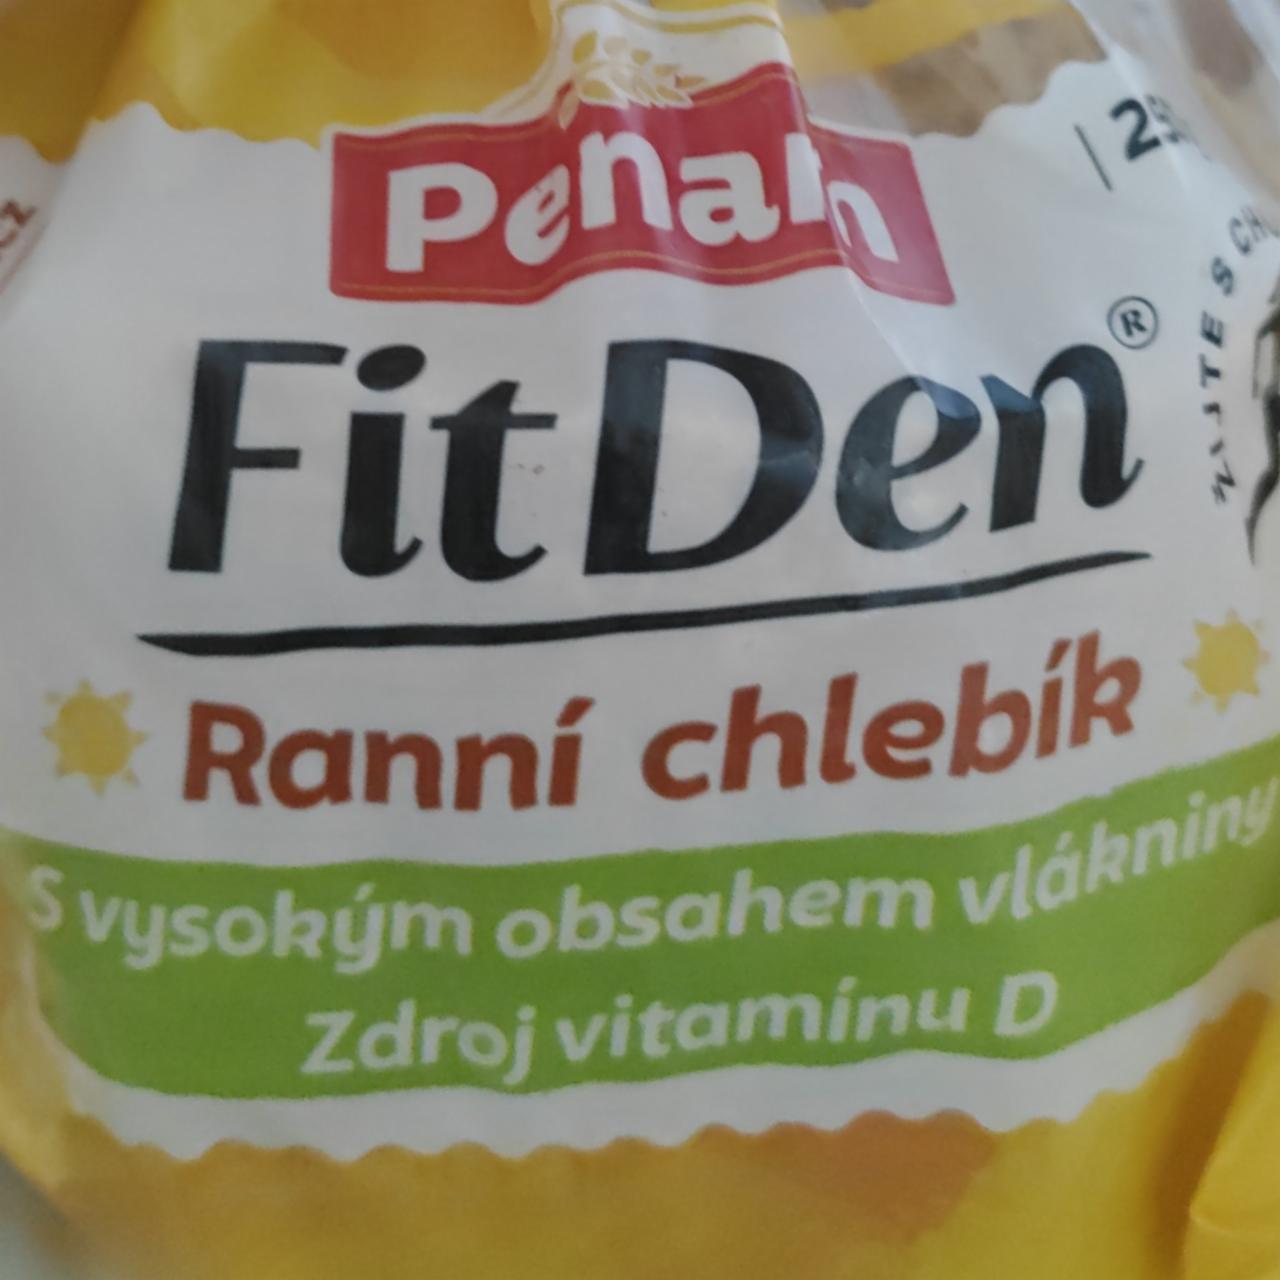 Penam
FitDen®
Ranní chlebík
S vysokým obsahem vlákniny
Zdroj vitamínu D